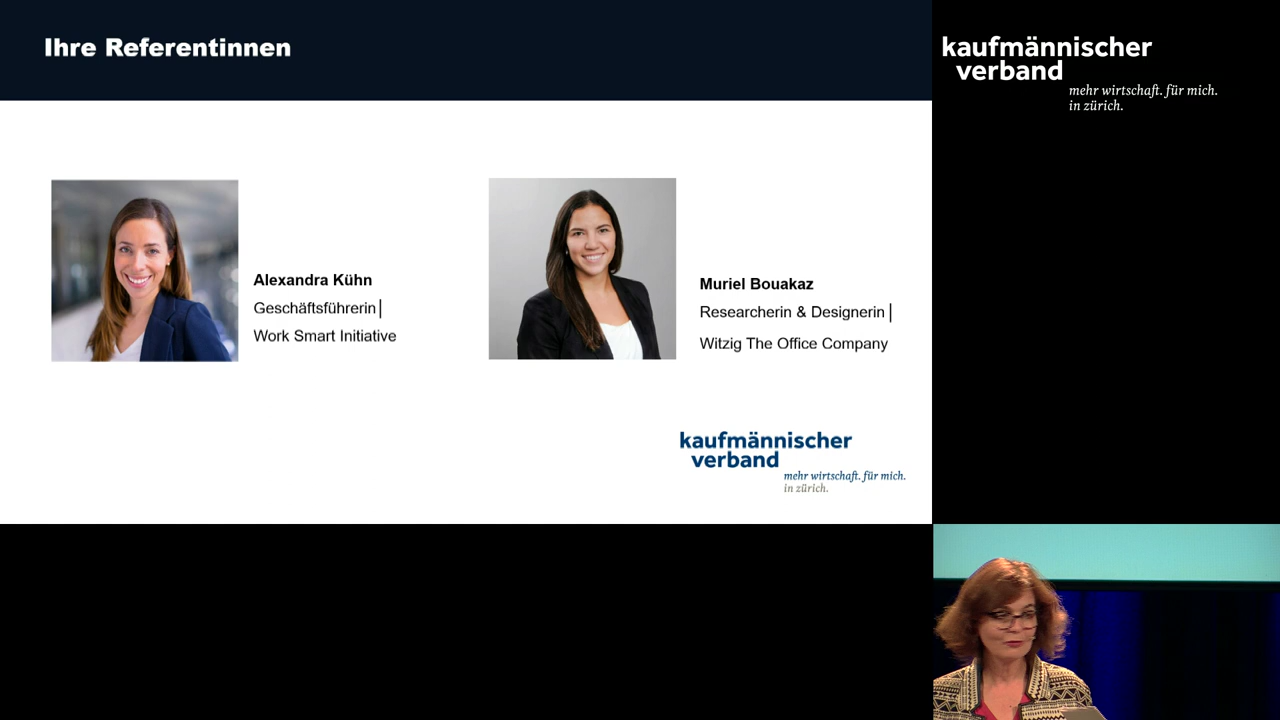 Ihre Referentinnen
kaufmännischer
verband
mehr wirtschaft. für mich.
in zürich.
Alexandra Kühn
Geschäftsführerin|
Work Smart Initiative
Muriel Bouakaz
Researcherin & Designerin|
Witzig The Office Company
kaufmännischer
verband
mehr wirtschaft. für mich.
in zürich.